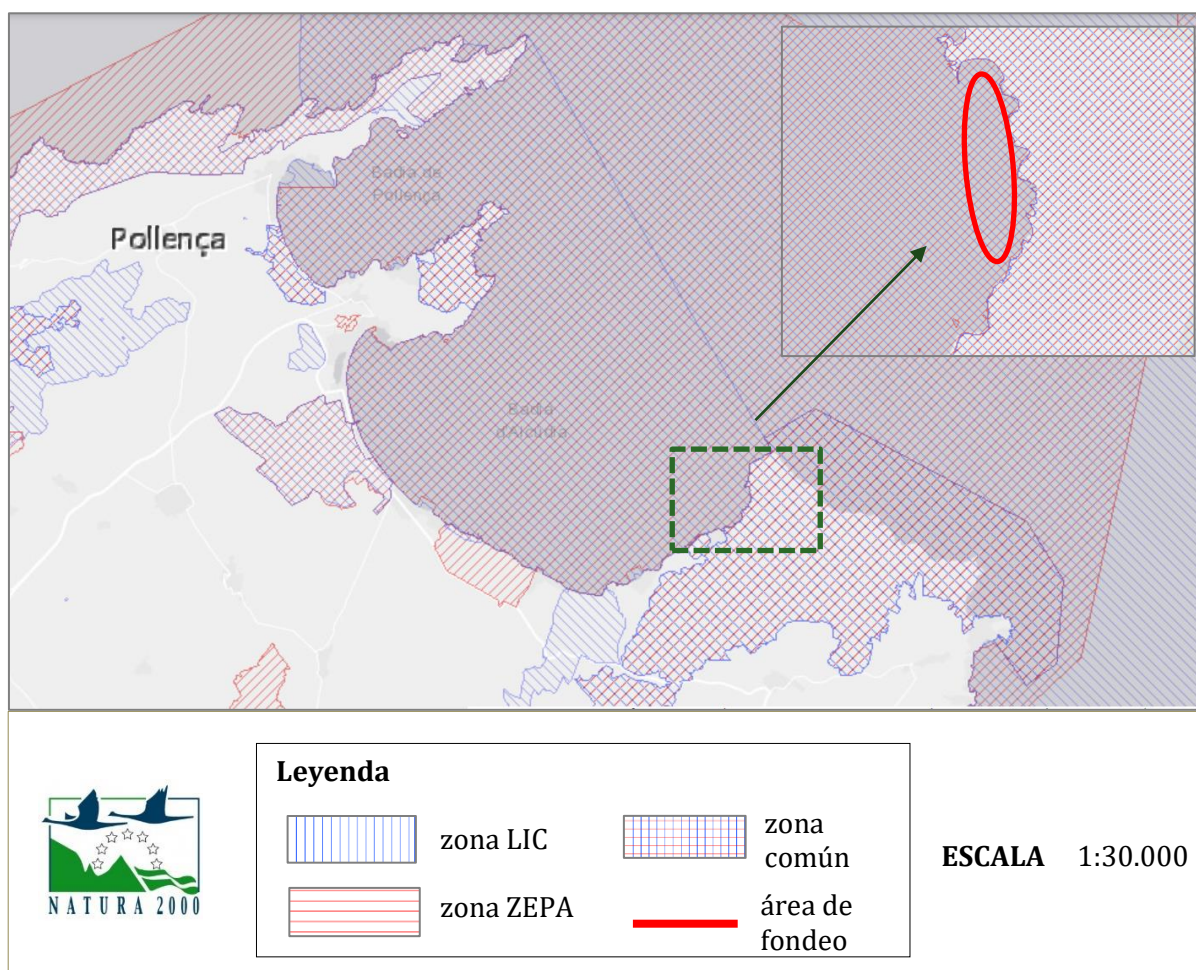 Badia de
Pollença
Pollença
Badia
d'Alcúdia
Leyenda
zona LIC
zona
común
ESCALA 1:30.000
zona ZEPA
área de
fondeo
NATURA 2000